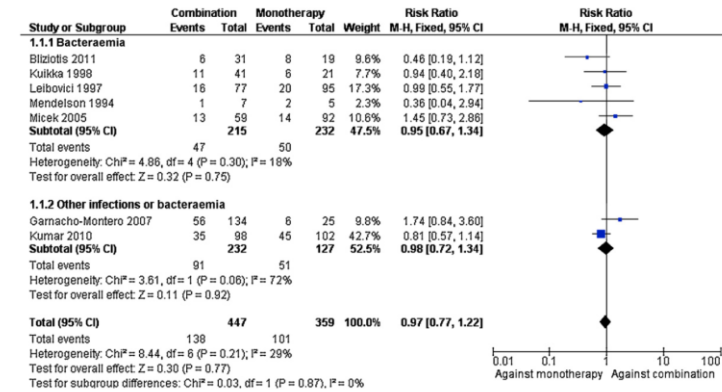 Combination Monotherapy Risk Ratio Risk Ratio
Study or Subgroup Events Total Events Total Weight M-H, Fixed, 95% CI M-H, Fixed, 95% CI
1.1.1 Bacteraemia
Bliziotis 2011 6 31 8 19 9.6% 0.46 [0.19, 1.12]
Kuikka 1998 11 41 6 21 7.7% 0.94 [0.40, 2.18]
Leibovici 1997 16 77 20 95 17.3% 0.99 [0.55, 1.77]
Mendelson 1994 1 7 2 5 2.3% 0.36 [0.04, 2.94]
Micek 2005 13 59 14 92 10.6% 1.45 [0.73, 2.86]
Subtotal (95% CI) 215 232 47.5% 0.95 [0.67, 1.34]
Total events 47 50
Heterogeneity: Chi² = 4.86, df = 4 (P = 0.30); I² = 18%
Test for overall effect: Z = 0.32 (P = 0.75)
1.1.2 Other infections or bacteraemia
Garnacho-Montero 2007 56 134 6 25 9.8% 1.74 [0.84, 3.60]
Kumar 2010 35 98 45 102 42.7% 0.81 [0.57, 1.14]
Subtotal (95% CI) 232 127 52.5% 0.98 [0.72, 1.34]
Total events 91 51
Heterogeneity: Chi² = 3.61, df = 1 (P = 0.06); I² = 72%
Test for overall effect: Z = 0.11 (P = 0.92)
Total (95% CI) 447 359 100.0% 0.97 [0.77, 1.22]
Total events 138 101
Heterogeneity: Chi² = 8.44, df = 6 (P = 0.21); I² = 29%
Test for overall effect: Z = 0.30 (P = 0.77)
Test for subgroup differences: Chi² = 0.03, df = 1 (P = 0.87), I² = 0%
0.01 0.1 1 10 100
Against monotherapy Against combination